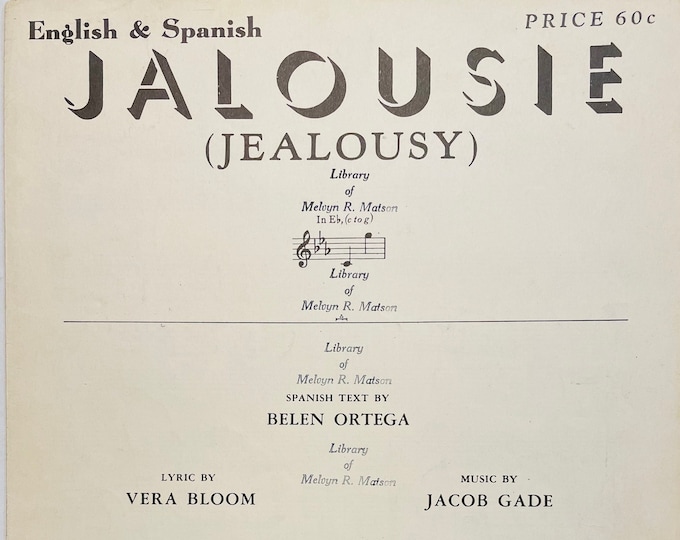 English & Spanish
PRICE 60c
JALOUSIE
(JEALOUSY)
Library
of
Melvyn R. Matson
In E♭, (c to g)
Library
of
Melvyn R. Matson
Library
of
Melvyn R. Matson
SPANISH TEXT BY
BELEN ORTEGA
Library
of
Melvyn R. Matson
LYRIC BY
VERA BLOOM
MUSIC BY
JACOB GADE